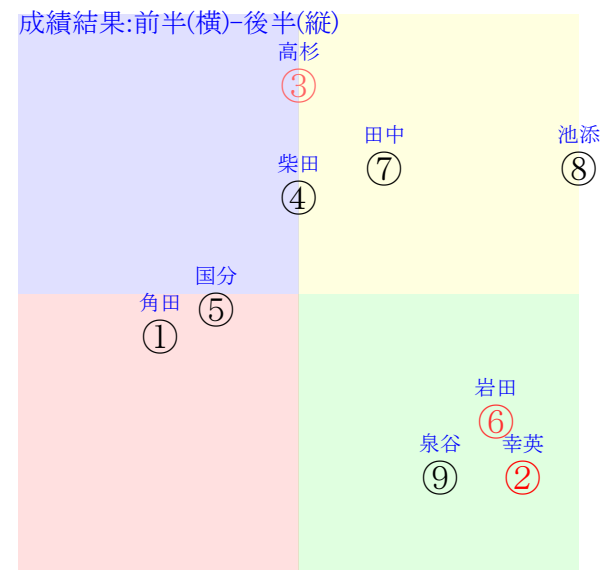 成績結果:前半(横)-後半(縦)
高杉
③
田中
⑦
池添
⑧
柴田
④
国分
⑤
角田
①
岩田
⑥
泉谷
⑨
幸英
②